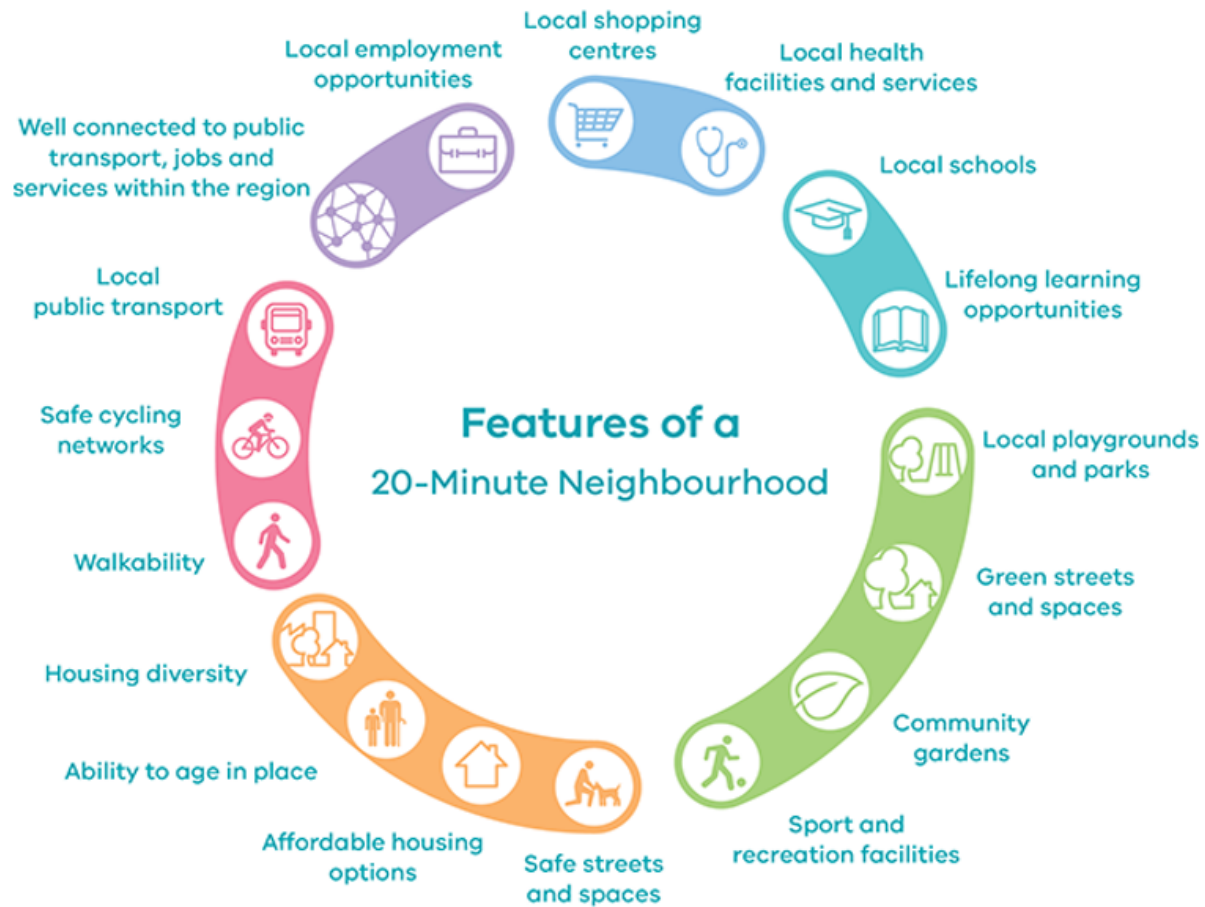 Features of a
20-Minute Neighbourhood
Local shopping
centres
Local health
facilities and services
Local schools
Lifelong learning
opportunities
Local playgrounds
and parks
Green streets
and spaces
Community
gardens
Sport and
recreation facilities
Safe streets
and spaces
Affordable housing
options
Ability to age in place
Housing diversity
Walkability
Safe cycling
networks
Local
public transport
Well connected to public
transport, jobs and
services within the region
Local employment
opportunities